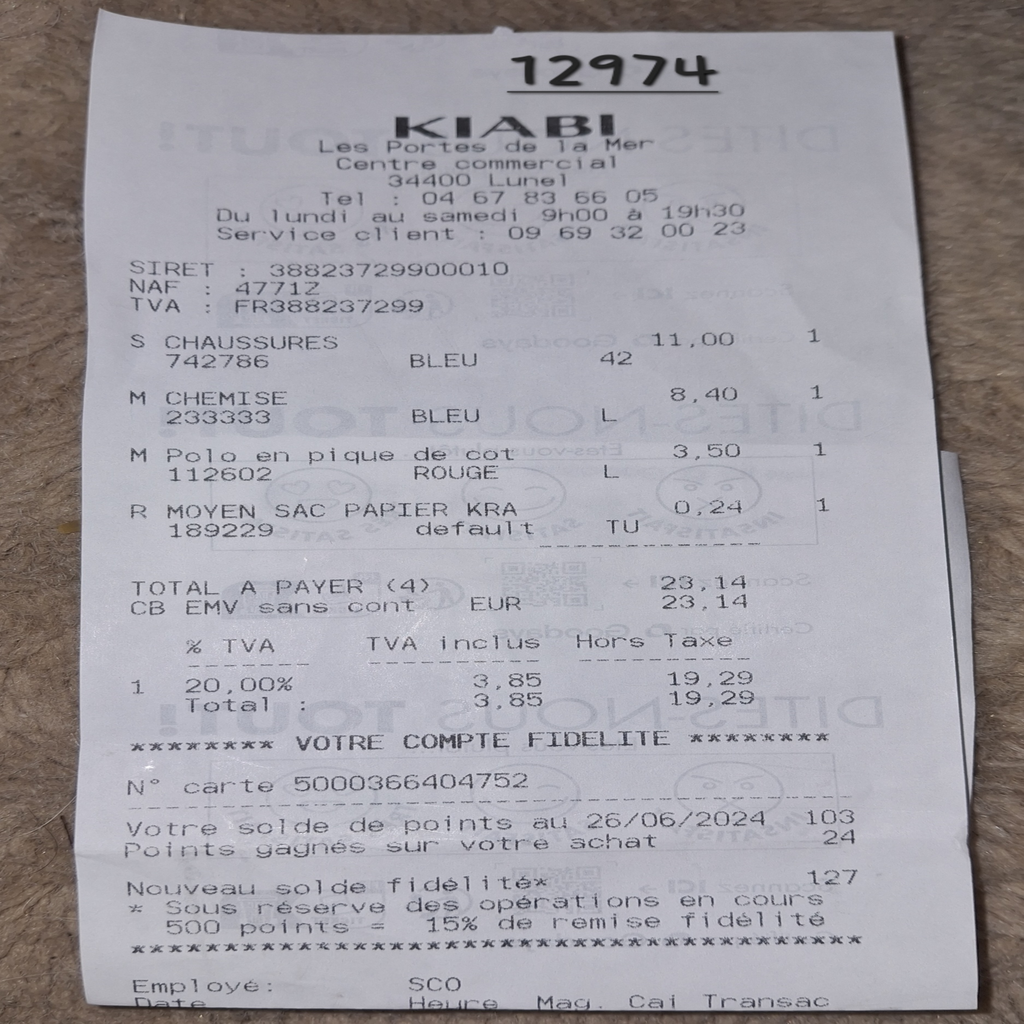 12974
KIABI
Les Portes de la Mer
Centre commercial
34400 Lunel
Tel : 04 67 83 66 05
Du lundi au samedi 9h00 à 19h30
Service client : 09 69 32 00 23
SIRET : 38823729900010
NAF : 4771Z
TVA : FR388237299
S CHAUSSURES 11,00 1
742786 BLEU 42
M CHEMISE 8,40 1
233333 BLEU L
M Polo en pique de cot 3,50 1
112602 ROUGE L
R MOYEN SAC PAPIER KRA 0,24 1
189229 default TU
TOTAL A PAYER (4) 23,14
CB EMV sans cont EUR 23,14
% TVA TVA inclus Hors Taxe
1 20,00% 3,85 19,29
Total : 3,85 19,29
******** VOTRE COMPTE FIDELITE ********
N° carte 5000366404752
Votre solde de points au 26/06/2024 103
Points gagnés sur votre achat 24
Nouveau solde fidélité* 127
* Sous réserve des opérations en cours
500 points = 15% de remise fidélité
Employé: SCO
Date Heure Mag. Cai Transac